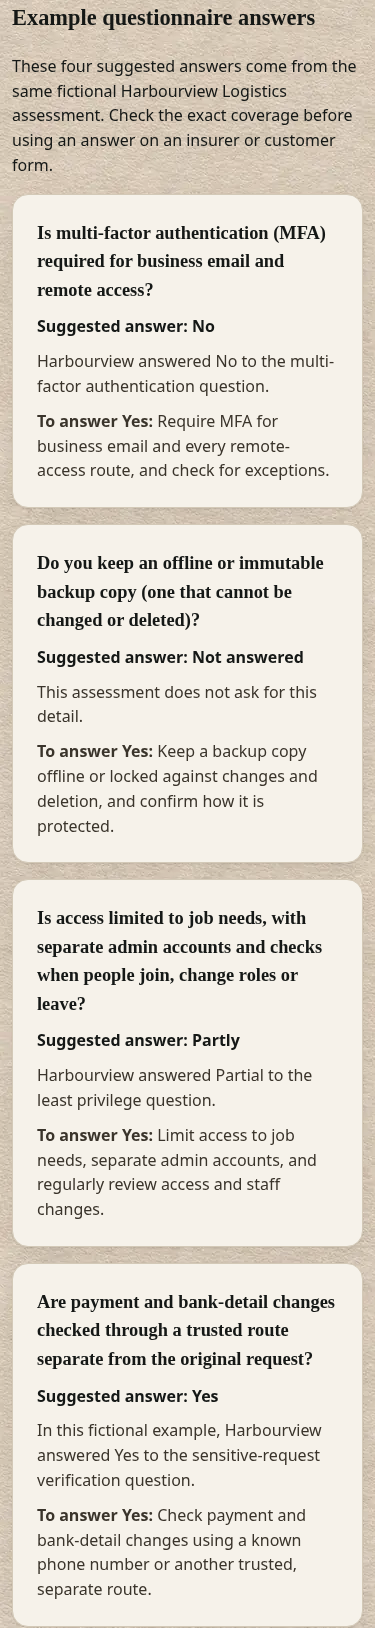 Example questionnaire answers
These four suggested answers come from the
same fictional Harbourview Logistics
assessment. Check the exact coverage before
using an answer on an insurer or customer
form.
Is multi-factor authentication (MFA)
required for business email and
remote access?
Suggested answer: No
Harbourview answered No to the multi-
factor authentication question.
To answer Yes: Require MFA for
business email and every remote-
access route, and check for exceptions.
Do you keep an offline or immutable
backup copy (one that cannot be
changed or deleted)?
Suggested answer: Not answered
This assessment does not ask for this
detail.
To answer Yes: Keep a backup copy
offline or locked against changes and
deletion, and confirm how it is
protected.
Is access limited to job needs, with
separate admin accounts and checks
when people join, change roles or
leave?
Suggested answer: Partly
Harbourview answered Partial to the
least privilege question.
To answer Yes: Limit access to job
needs, separate admin accounts, and
regularly review access and staff
changes.
Are payment and bank-detail changes
checked through a trusted route
separate from the original request?
Suggested answer: Yes
In this fictional example, Harbourview
answered Yes to the sensitive-request
verification question.
To answer Yes: Check payment and
bank-detail changes using a known
phone number or another trusted,
separate route.